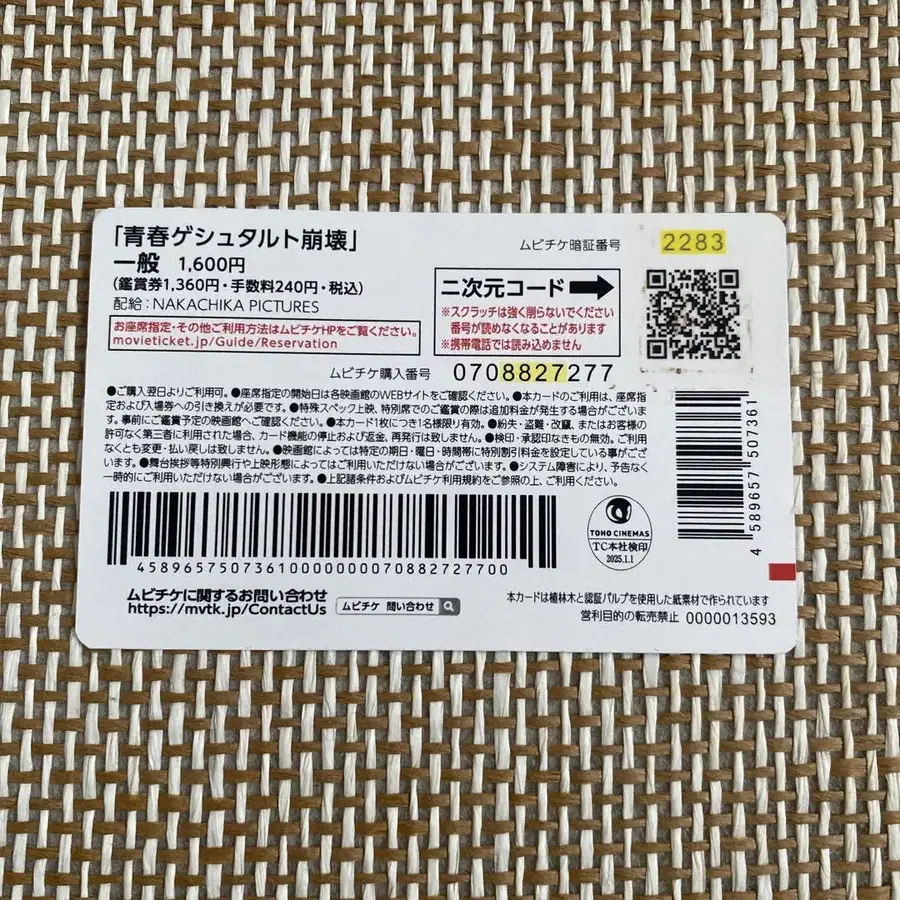 「青春ゲシュタルト崩壊」
一般 1,600円
(鑑賞券1,360円・手数料240円・税込)
配給:NAKACHIKA PICTURES
お座席指定・その他ご利用方法はムビチケHPをご覧ください。
movieticket.jp/Guide/Reservation
ムビチケ暗証番号 2283
二次元コード
※スクラッチは強く削らないでください
番号が読めなくなることがあります
※携帯電話では読み込めません
ムビチケ購入番号 0708827277
●ご購入翌日よりご利用可。●座席指定の開始日は各映画館のWEBサイトをご確認ください。●本カードのご利用は、座席指
定および入場券への引き換えが必要です。●特殊スペック上映、特別席でのご鑑賞の際は追加料金が発生する場合がございま
す。事前にご鑑賞予定の映画館へご確認ください。●本カード1枚につき1名様限り有効。●紛失・盗難・改竄、またはお客様の
許可なく第三者に利用された場合、カード機能の停止および返金、再発行は致しません。●検印・承認印なきもの無効。ご利用
なくとも変更・払い戻しは致しません。●映画館によっては特定の期日・曜日・時間帯に特別割引料金を設定している事がござ
います。●舞台挨拶等特別興行や上映形態によってはご利用いただけない場合がございます。●システム障害により、予告なく
一時的にご利用いただけない場合がございます。●上記諸条件およびムビチケ利用規約をご参照の上、ご利用ください。
458965750736100000000070882727700
TOHO CINEMAS
TC本社検印
2025.1.1
4 589657 507361
ムビチケに関するお問い合わせ
https://mvtk.jp/ContactUs
ムビチケ 問い合わせ
本カードは植林木と認証パルプを使用した紙素材で作られています
営利目的の転売禁止 0000013593